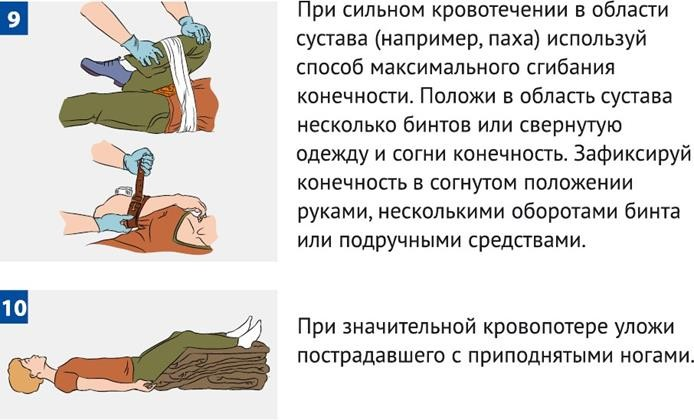 9
При сильном кровотечении в области
сустава (например, паха) используй
способ максимального сгибания
конечности. Положи в область сустава
несколько бинтов или свернутую
одежду и согни конечность. Зафиксируй
конечность в согнутом положении
руками, несколькими оборотами бинта
или подручными средствами.
10
При значительной кровопотере уложи
пострадавшего с приподнятыми ногами.